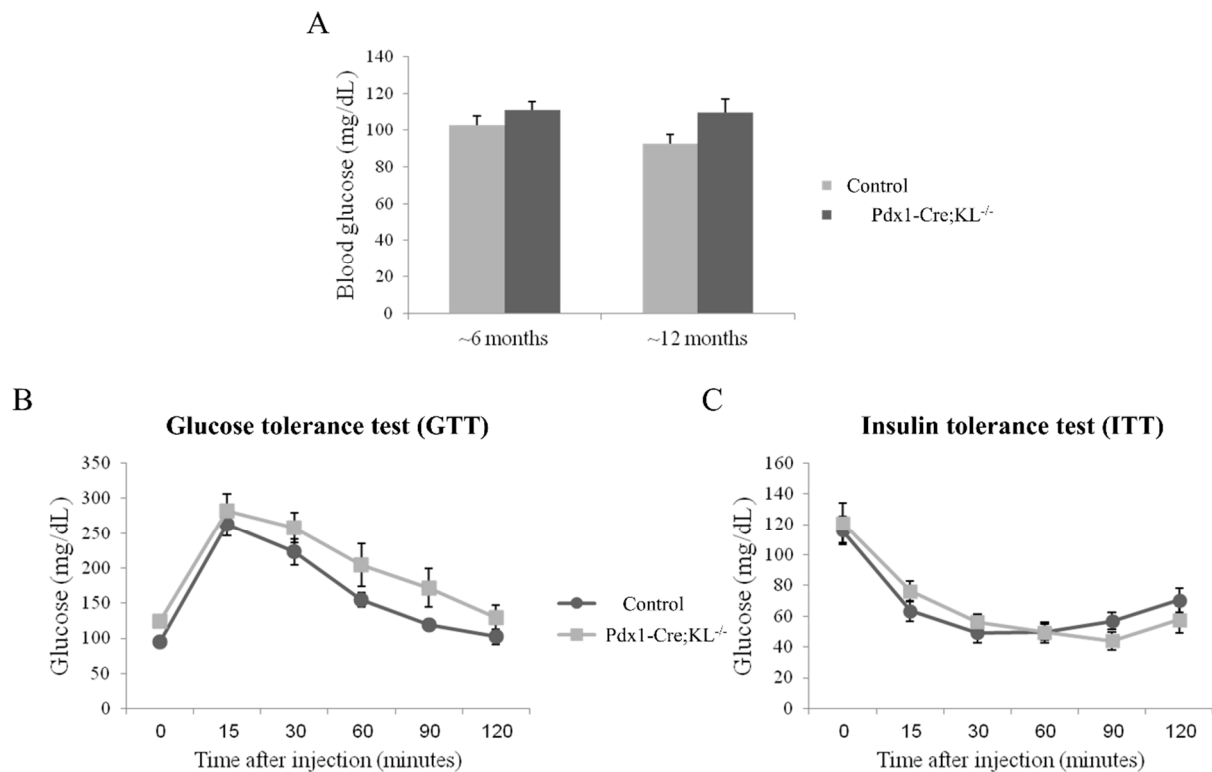 A
Blood glucose (mg/dL)
140
120
100
80
60
40
20
0
~6 months
~12 months
Control
Pdx1-Cre;KL-/-
B
Glucose tolerance test (GTT)
Glucose (mg/dL)
350
300
250
200
150
100
50
0
0 15 30 60 90 120
Time after injection (minutes)
Control
Pdx1-Cre;KL-/-
C
Insulin tolerance test (ITT)
Glucose (mg/dL)
160
140
120
100
80
60
40
20
0
0 15 30 60 90 120
Time after injection (minutes)